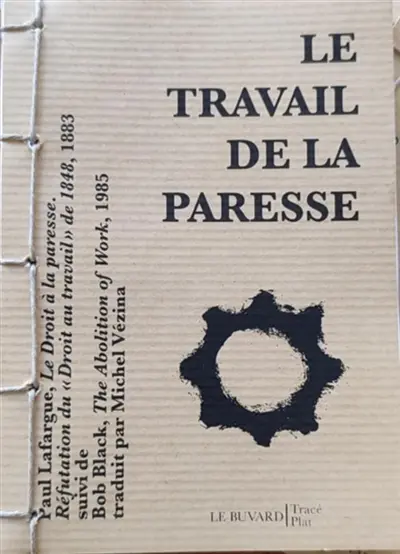 LE
TRAVAIL
DE LA
PARESSE
Paul Lafargue, Le Droit à la paresse.
Réfutation du « Droit au travail » de 1848, 1883
suivi de
Bob Black, The Abolition of Work, 1985
traduit par Michel Vézina
LE BUVARD
Tracé
Plat